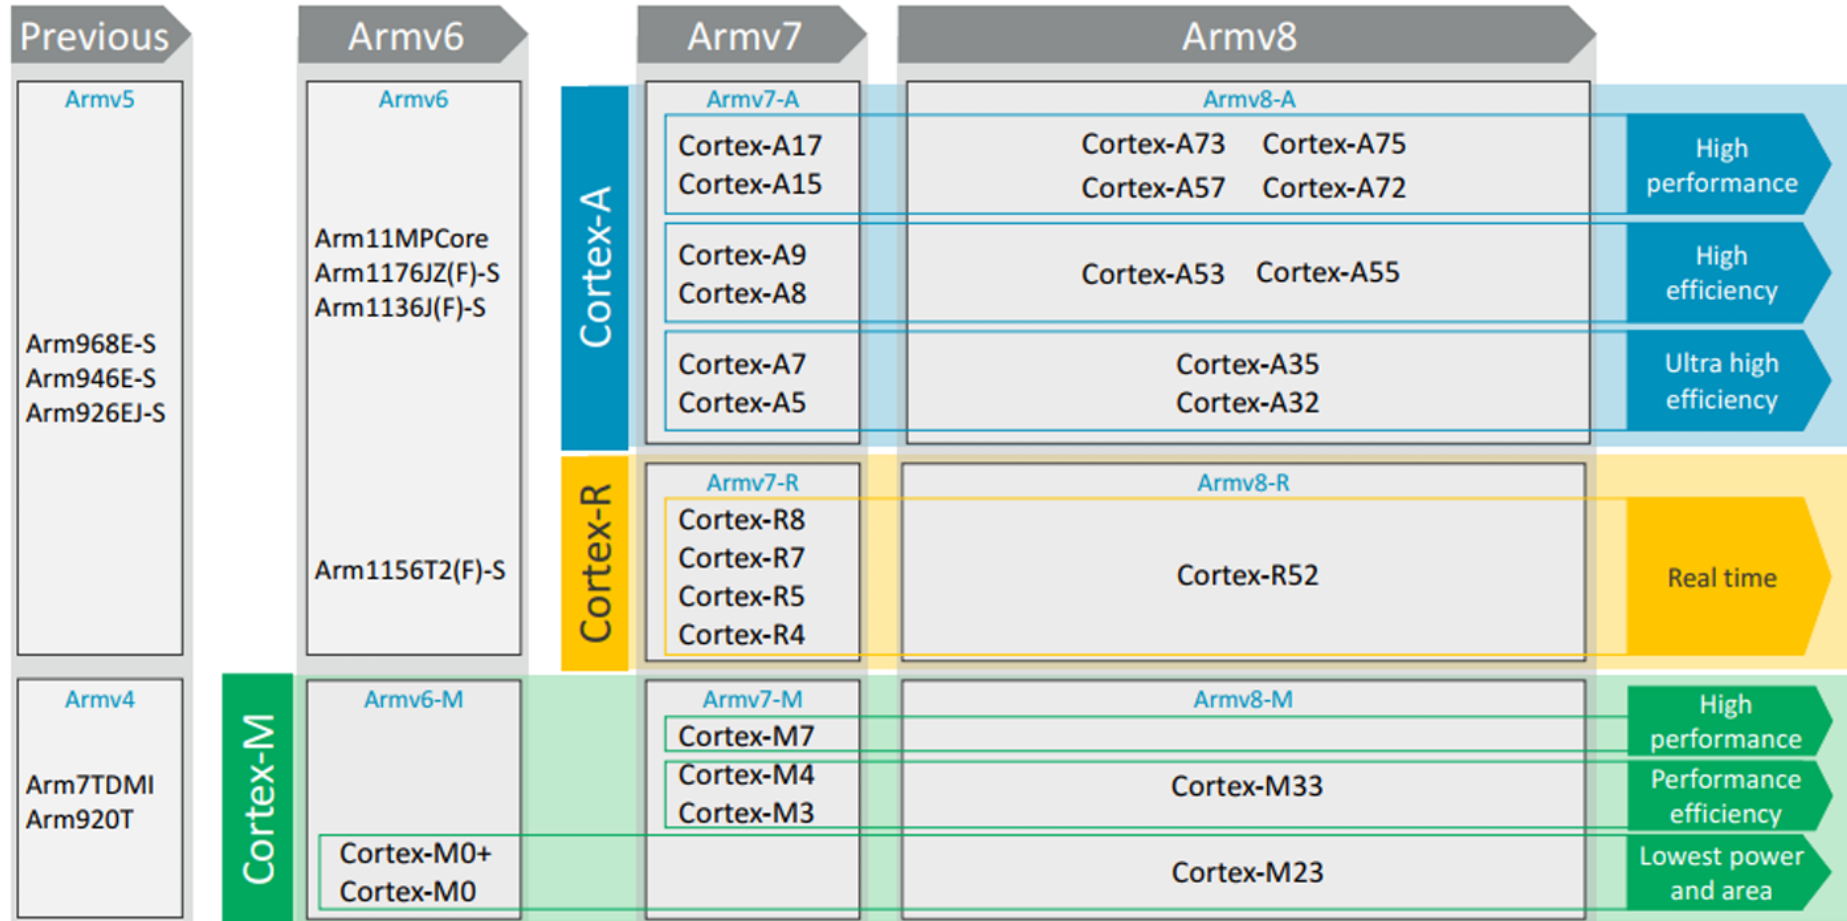 Previous
Armv6
Armv7
Armv8
Armv5
Arm968E-S
Arm946E-S
Arm926EJ-S
Armv4
Arm7TDMI
Arm920T
Armv6
Arm11MPCore
Arm1176JZ(F)-S
Arm1136J(F)-S
Arm1156T2(F)-S
Cortex-A
Armv7-A
Armv8-A
Cortex-A17
Cortex-A15
Cortex-A73 Cortex-A75
Cortex-A57 Cortex-A72
High
performance
Cortex-A9
Cortex-A8
Cortex-A53 Cortex-A55
High
efficiency
Cortex-A7
Cortex-A5
Cortex-A35
Cortex-A32
Ultra high
efficiency
Cortex-R
Armv7-R
Armv8-R
Cortex-R8
Cortex-R7
Cortex-R5
Cortex-R4
Cortex-R52
Real time
Cortex-M
Armv6-M
Armv7-M
Armv8-M
Cortex-M7
High
performance
Cortex-M4
Cortex-M3
Cortex-M33
Performance
efficiency
Cortex-M0+
Cortex-M0
Cortex-M23
Lowest power
and area